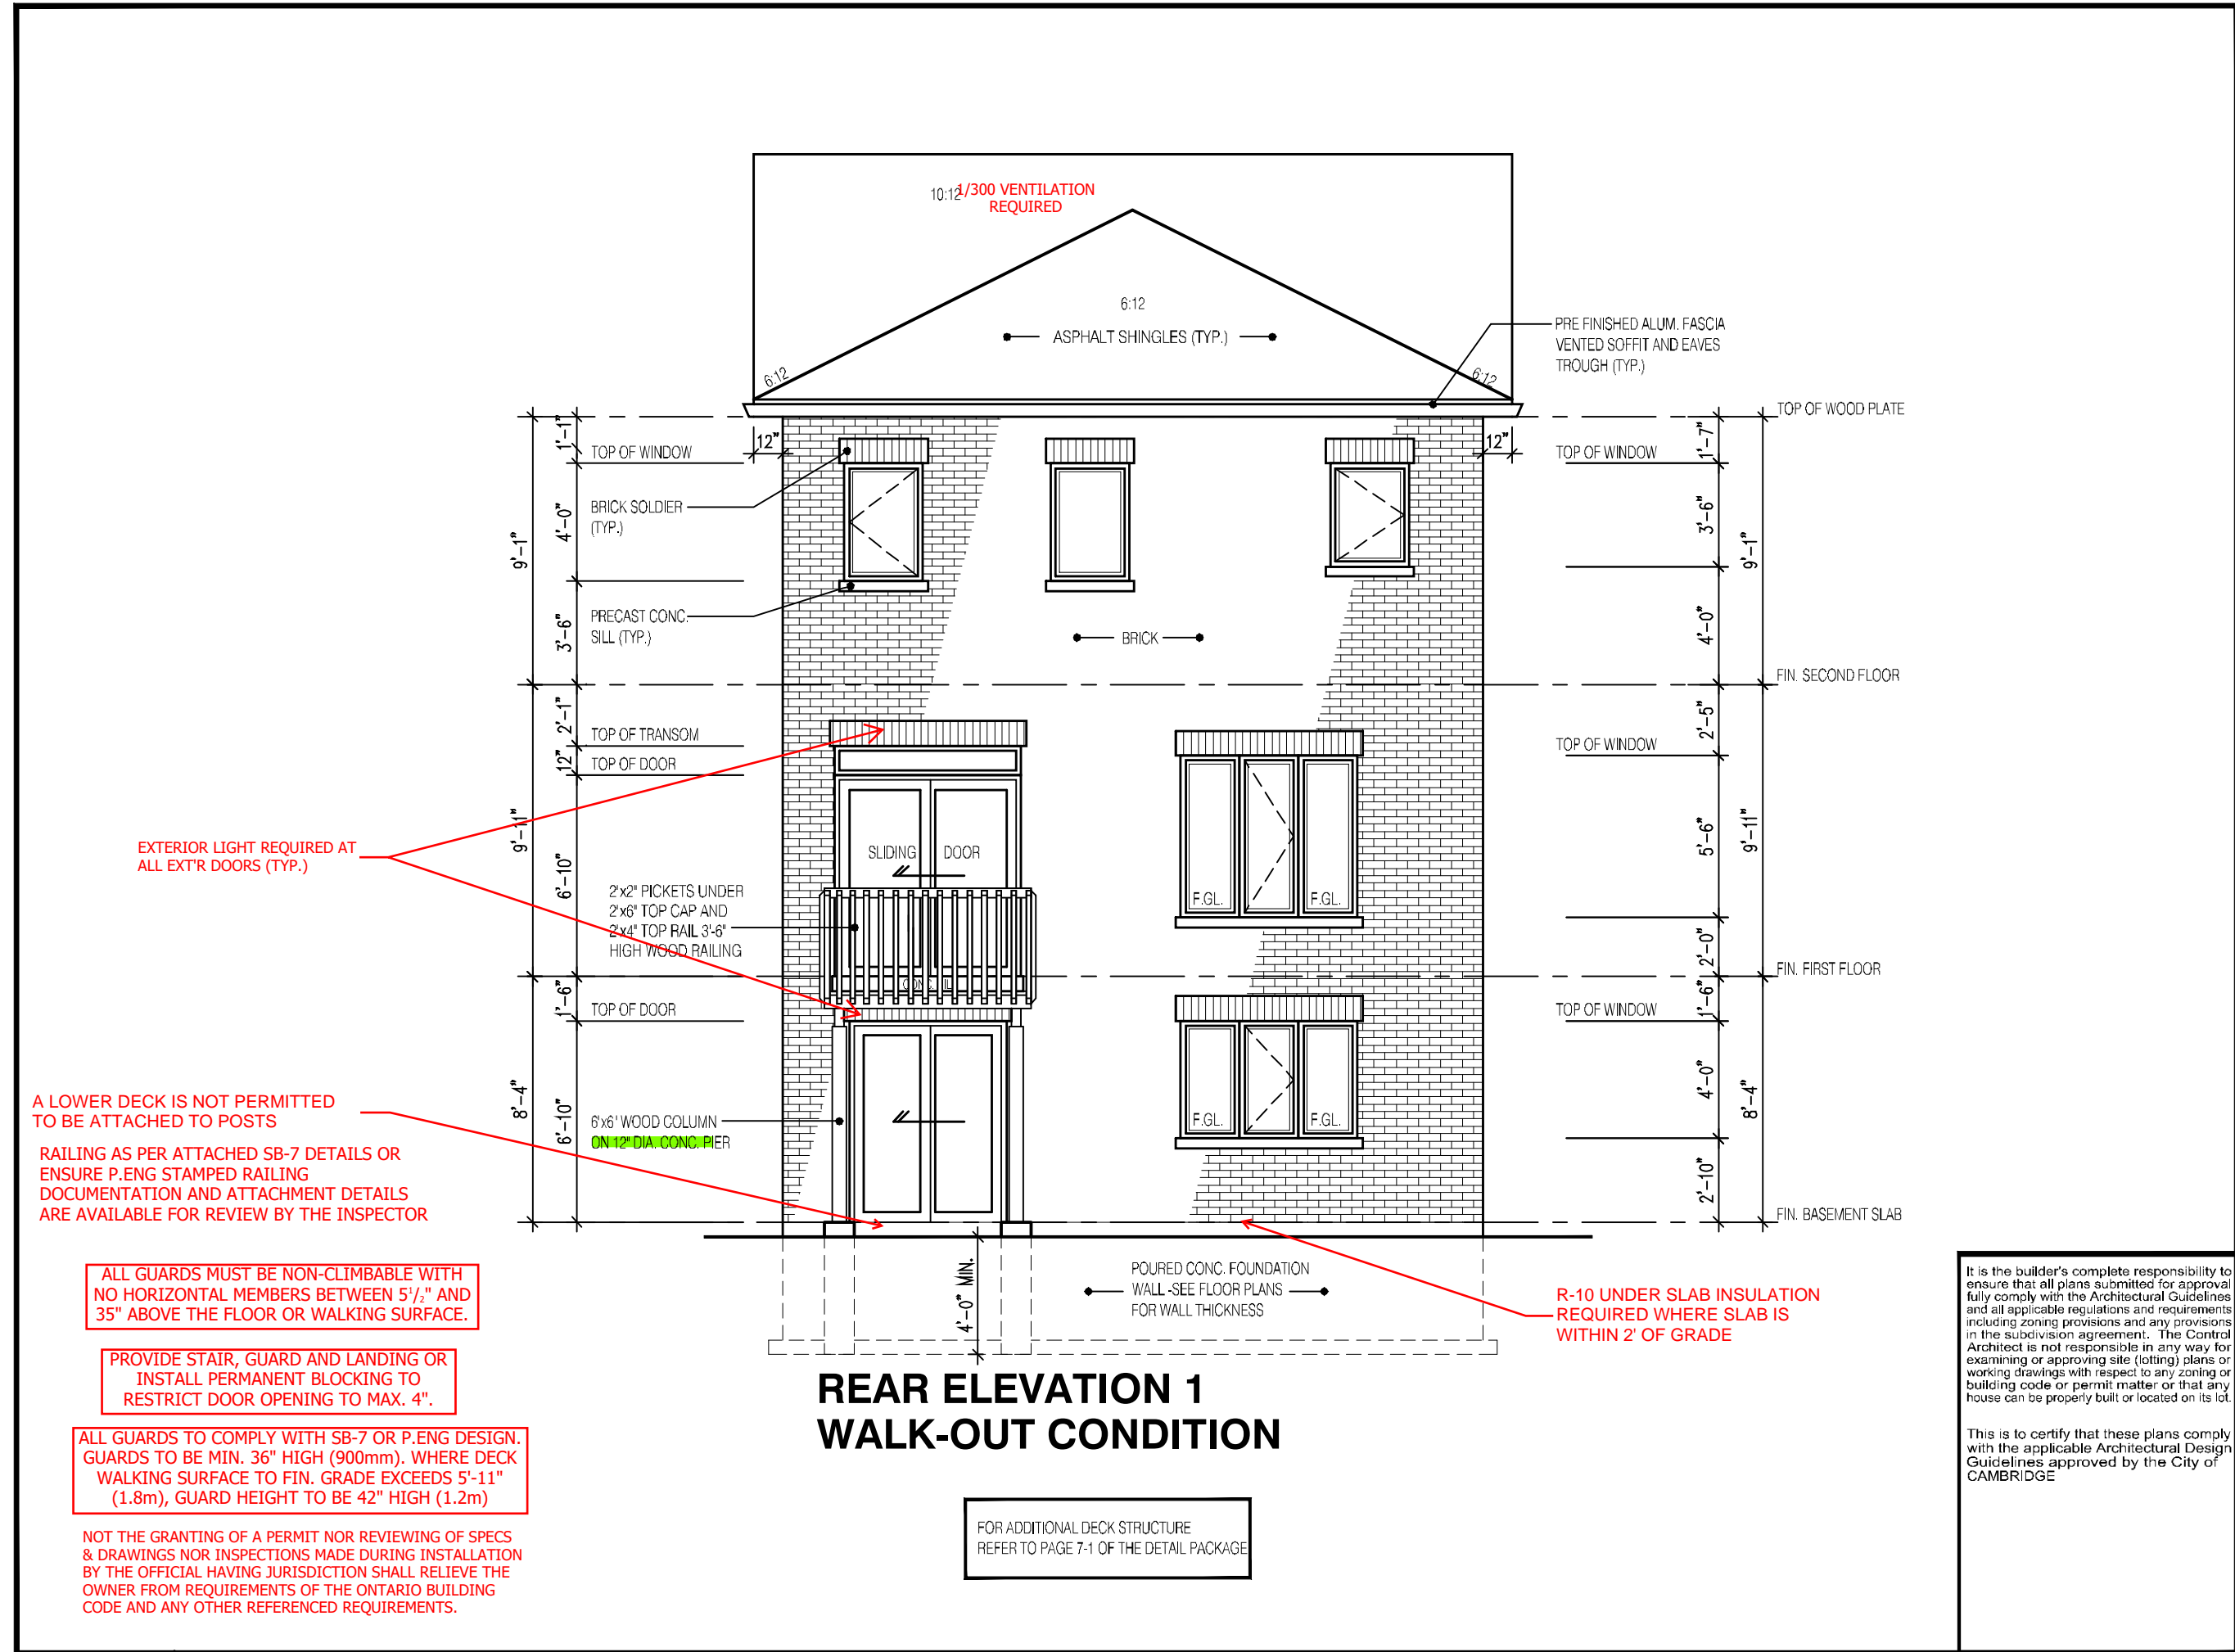 10:12
1/300 VENTILATION
REQUIRED
6:12
ASPHALT SHINGLES (TYP.)
6:12
6:12
PRE FINISHED ALUM. FASCIA
VENTED SOFFIT AND EAVES
TROUGH (TYP.)
TOP OF WOOD PLATE
1'-1"
TOP OF WINDOW
12"
12"
TOP OF WINDOW
1'-7"
BRICK SOLDIER
(TYP.)
4'-0"
9'-1"
3'-6"
9'-1"
PRECAST CONC.
SILL (TYP.)
3'-6"
BRICK
4'-0"
FIN. SECOND FLOOR
2'-1"
TOP OF TRANSOM
12"
TOP OF DOOR
2'-5"
TOP OF WINDOW
9'-11"
6'-10"
EXTERIOR LIGHT REQUIRED AT
ALL EXT'R DOORS (TYP.)
SLIDING DOOR
5'-6"
9'-11"
2"x2" PICKETS UNDER
2"x6" TOP CAP AND
2"x4" TOP RAIL 3'-6"
HIGH WOOD RAILING
F.GL.
F.GL.
2'-0"
FIN. FIRST FLOOR
1'-6"
TOP OF DOOR
TOP OF WINDOW
1'-6"
8'-4"
6'-10"
4'-0"
8'-4"
A LOWER DECK IS NOT PERMITTED
TO BE ATTACHED TO POSTS
6"x6" WOOD COLUMN
ON 12" DIA. CONC. PIER
F.GL.
F.GL.
RAILING AS PER ATTACHED SB-7 DETAILS OR
ENSURE P.ENG STAMPED RAILING
DOCUMENTATION AND ATTACHMENT DETAILS
ARE AVAILABLE FOR REVIEW BY THE INSPECTOR
2'-10"
FIN. BASEMENT SLAB
4'-0" MIN.
POURED CONC. FOUNDATION
WALL -SEE FLOOR PLANS
FOR WALL THICKNESS
R-10 UNDER SLAB INSULATION
REQUIRED WHERE SLAB IS
WITHIN 2' OF GRADE
ALL GUARDS MUST BE NON-CLIMBABLE WITH
NO HORIZONTAL MEMBERS BETWEEN 5 1/2" AND
35" ABOVE THE FLOOR OR WALKING SURFACE.
PROVIDE STAIR, GUARD AND LANDING OR
INSTALL PERMANENT BLOCKING TO
RESTRICT DOOR OPENING TO MAX. 4".
ALL GUARDS TO COMPLY WITH SB-7 OR P.ENG DESIGN.
GUARDS TO BE MIN. 36" HIGH (900mm). WHERE DECK
WALKING SURFACE TO FIN. GRADE EXCEEDS 5'-11"
(1.8m), GUARD HEIGHT TO BE 42" HIGH (1.2m)
NOT THE GRANTING OF A PERMIT NOR REVIEWING OF SPECS
& DRAWINGS NOR INSPECTIONS MADE DURING INSTALLATION
BY THE OFFICIAL HAVING JURISDICTION SHALL RELIEVE THE
OWNER FROM REQUIREMENTS OF THE ONTARIO BUILDING
CODE AND ANY OTHER REFERENCED REQUIREMENTS.
REAR ELEVATION 1
WALK-OUT CONDITION
FOR ADDITIONAL DECK STRUCTURE
REFER TO PAGE 7-1 OF THE DETAIL PACKAGE
It is the builder's complete responsibility to
ensure that all plans submitted for approval
fully comply with the Architectural Guidelines
and all applicable regulations and requirements
including zoning provisions and any provisions
in the subdivision agreement. The Control
Architect is not responsible in any way for
examining or approving site (lotting) plans or
working drawings with respect to any zoning or
building code or permit matter or that any
house can be properly built or located on its lot.
This is to certify that these plans comply
with the applicable Architectural Design
Guidelines approved by the City of
CAMBRIDGE